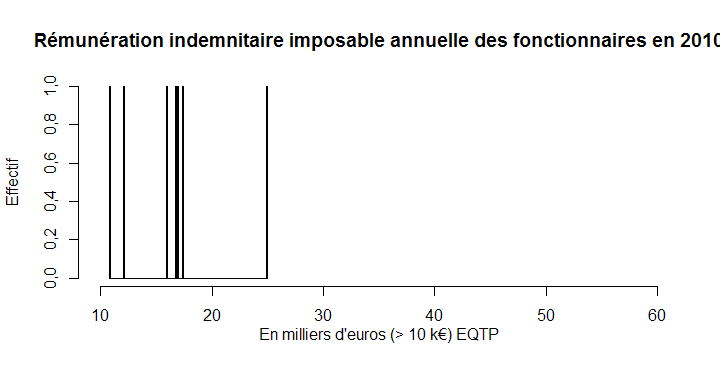 Rémunération indemnitaire imposable annuelle des fonctionnaires en 2010
Effectif
1,0
0,8
0,6
0,4
0,2
0,0
10 20 30 40 50 60
En milliers d'euros (> 10 k€) EQTP